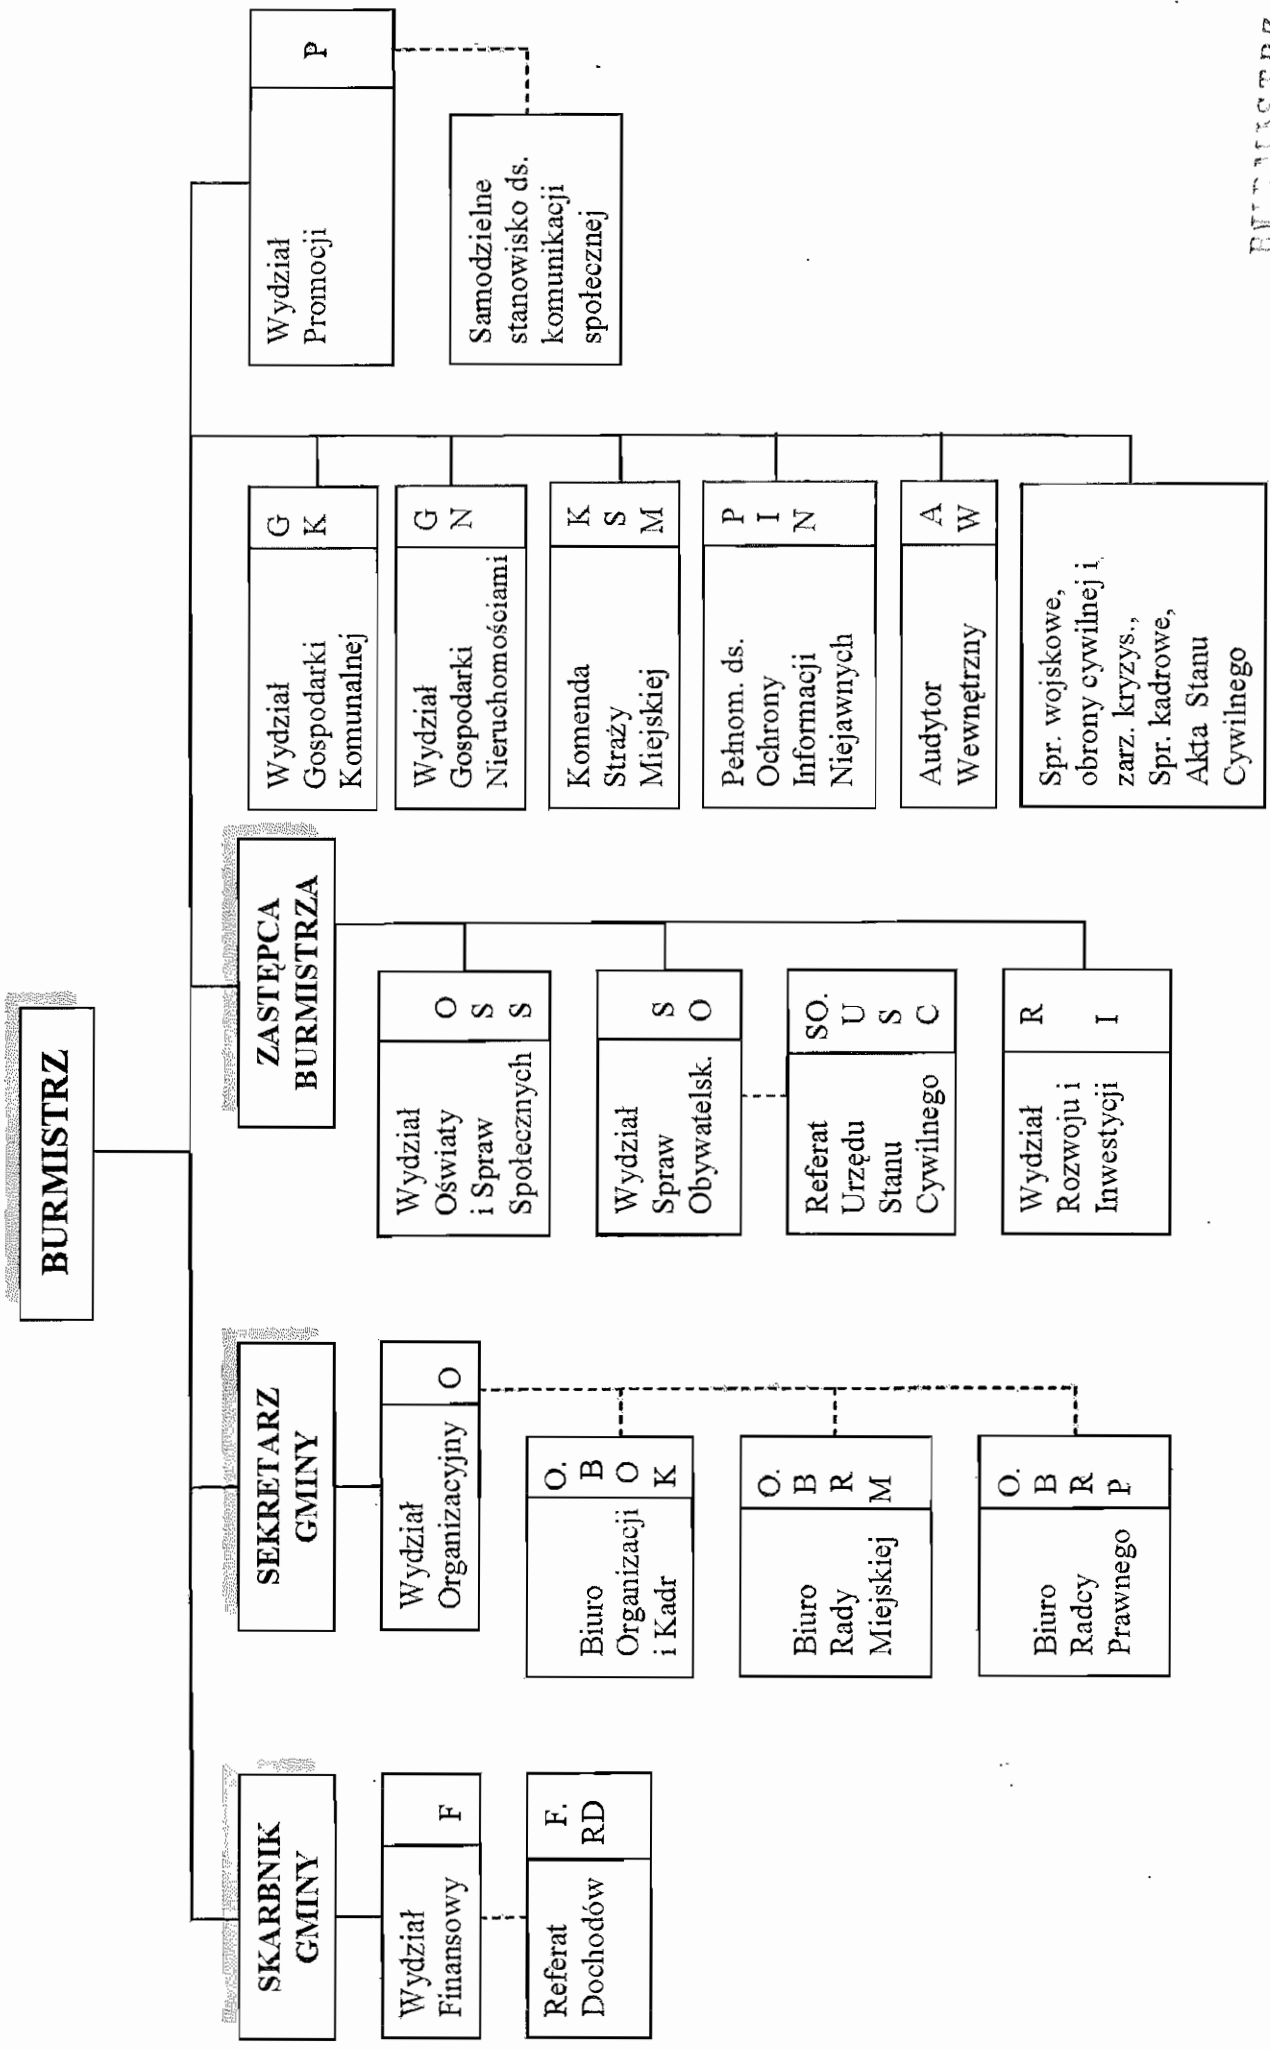 BURMISTRZ
SKARBNIK
GMINY
Wydział
Finansowy
F
Referat
Dochodów
F.
RD
SEKRETARZ
GMINY
Wydział
Organizacyjny
O
Biuro
Organizacji
i Kadr
O.
B
O
K
Biuro
Rady
Miejskiej
O.
B
R
M
Biuro
Radcy
Prawnego
O.
B
R
P
ZASTĘPCA
BURMISTRZA
Wydział
Oświaty
i Spraw
Społecznych
O
S
S
Wydział
Spraw
Obywatelsk.
S
O
Referat
Urzędu
Stanu
Cywilnego
SO.
U
S
C
Wydział
Rozwoju i
Inwestycji
R
I
Wydział
Gospodarki
Komunalnej
G
K
Wydział
Gospodarki
Nieruchomościami
G
N
Komenda
Straży
Miejskiej
K
S
M
Pełnom. ds.
Ochrony
Informacji
Niejawnych
P
I
N
Audytor
Wewnętrzny
A
W
Spr. wojskowe,
obrony cywilnej i
zarz. kryzys.,
Spr. kadrowe,
Akta Stanu
Cywilnego
Wydział
Promocji
P
Samodzielne
stanowisko ds.
komunikacji
społecznej